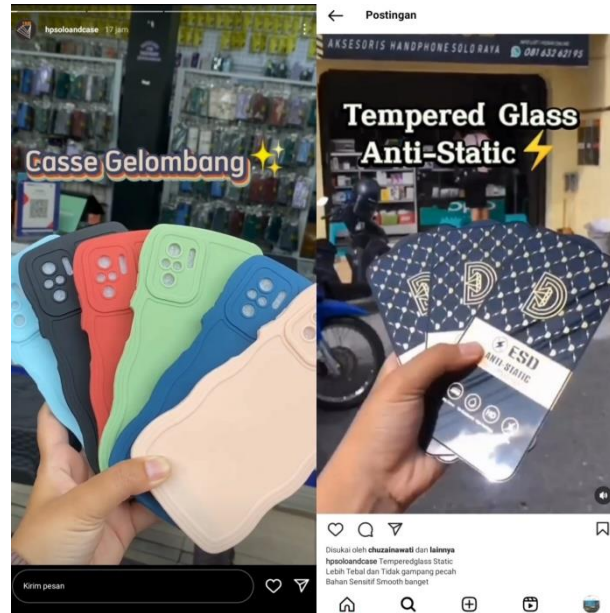 hpsoloandcase 17 jam
Casse Gelombang
Kirim pesan
Postingan
AKSESORIS HANDPHONE SOLO RAYA
081 632 62195
Tempered Glass
Anti-Static
ESD
ANTI STATIC
HD
Disukai oleh chuzainawati dan lainnya
hpsoloandcase Temperedglass Static
Lebih Tebal dan Tidak gampang pecah
Bahan Sensitif Smooth banget